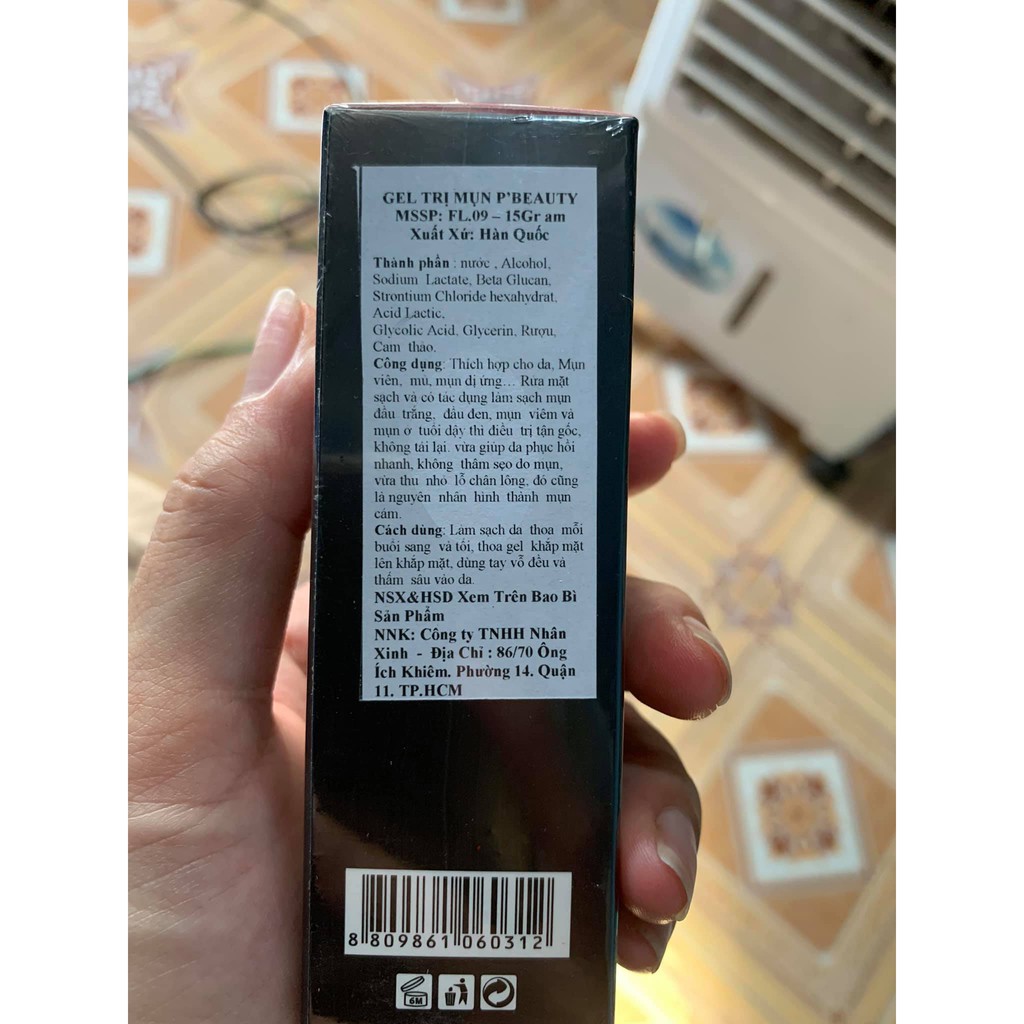 GEL TRỊ MỤN P'BEAUTY
MSSP: FL.09 – 15Gr am
Xuất Xứ: Hàn Quốc
Thành phần : nước , Alcohol,
Sodium Lactate, Beta Glucan,
Strontium Chloride hexahydrat,
Acid Lactic,
Glycolic Acid, Glycerin, Rượu,
Cam thảo.
Công dụng: Thích hợp cho da, Mụn
viên, mủ, mụn dị ứng… Rửa mặt
sạch và có tác dụng làm sạch mụn
đầu trắng, đầu đen, mụn viêm và
mụn ở tuổi dậy thì điều trị tận gốc,
không tái lại. vừa giúp da phục hồi
nhanh, không thâm sẹo do mụn,
vừa thu nhỏ lỗ chân lông, đó cũng
là nguyên nhân hình thành mụn
cám.
Cách dùng: Làm sạch da thoa mỗi
buổi sang và tối, thoa gel khắp mặt
lên khắp mặt, dùng tay vỗ đều và
thấm sâu vào da.
NSX&HSD Xem Trên Bao Bì
Sản Phẩm
NNK: Công ty TNHH Nhân
Xinh - Địa Chỉ : 86/70 Ông
Ích Khiêm. Phường 14. Quận
11. TP.HCM
8 809861 060312
6M